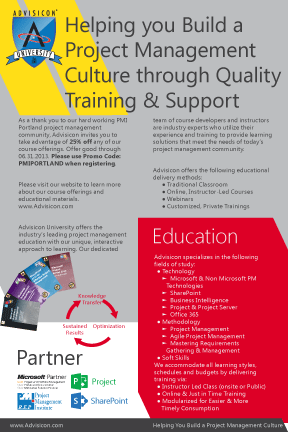 ADVISICON®
UNIVERSITY
Helping you Build a
Project Management
Culture through Quality
Training & Support
As a thank you to our hard working PMI
Portland project management
community, Advisicon invites you to
take advantage of 25% off any of our
course offerings. Offer good through
06.31.2013. Please use Promo Code:
PMIPORTLAND when registering.
Please visit our website to learn more
about our course offerings and
educational materials.
www.Advisicon.com
Advisicon University offers the
industry's leading project management
education with our unique, interactive
approach to learning. Our dedicated
team of course developers and instructors
are industry experts who utilize their
experience and training to provide learning
solutions that meet the needs of today's
project management community.
Advisicon offers the following educational
delivery methods:
• Traditional Classroom
• Online, Instructor-Led Courses
• Webinars
• Customized, Private Trainings
Knowledge
Transfer
Sustained
Results
Optimization
Partner
Microsoft Partner
Project
Project
Management
Institute
SharePoint
Education
Advisicon specializes in the following
fields of study:
• Technology
► Microsoft & Non Microsoft PM
Technologies
► SharePoint
► Business Intelligence
► Project & Project Server
► Office 365
• Methodology
► Project Management
► Agile Project Management
► Mastering Requirements
Gathering & Management
• Soft Skills
We accommodate all learning styles,
schedules and budgets by delivering
training via:
• Instructor Led Class (onsite or Public)
• Online & Just in Time Training
• Modularized for Easier & More
Timely Consumption
www.Advisicon.com
Helping You Build a Project Management Culture